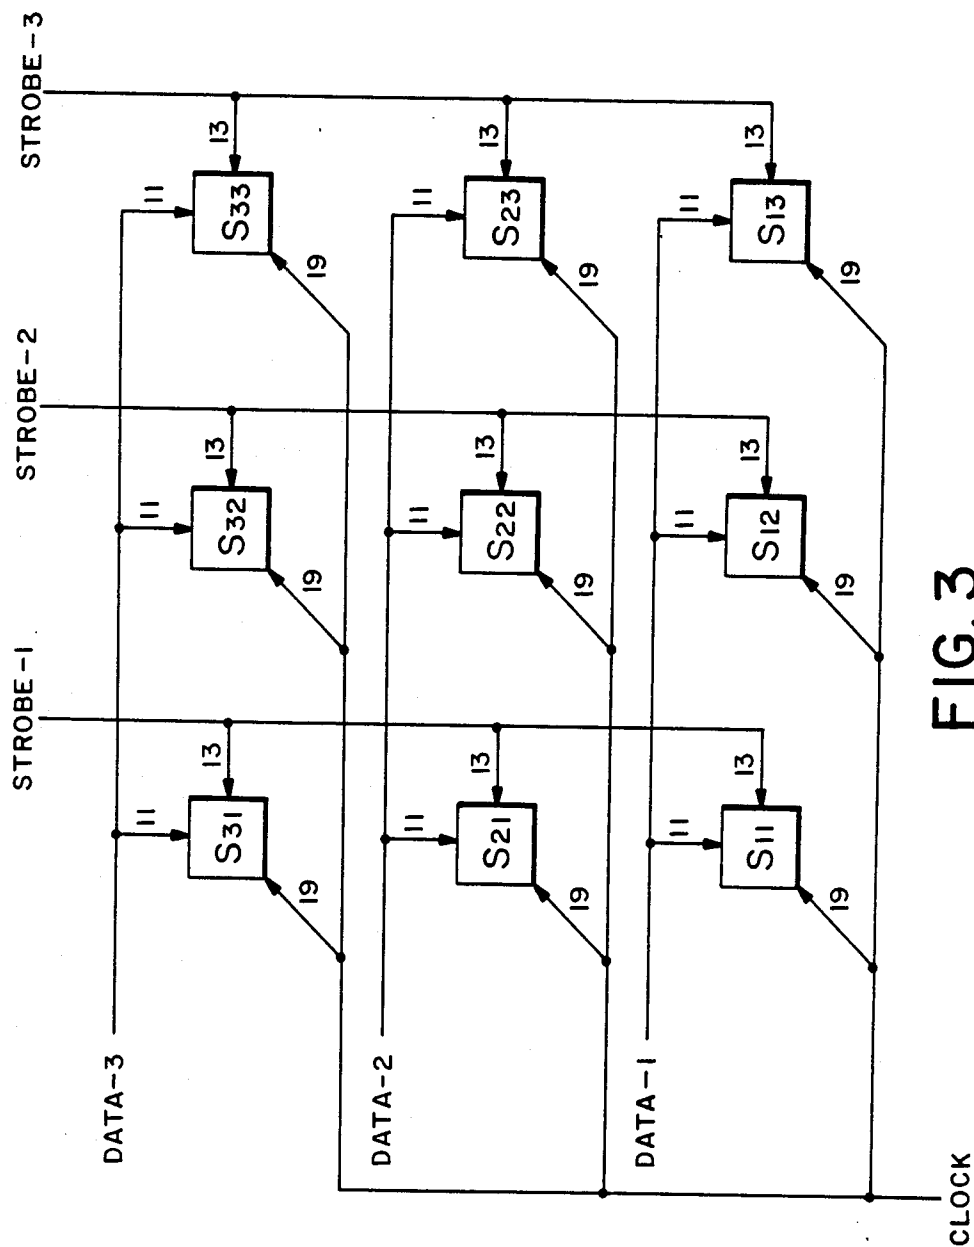 STROBE-1
STROBE-2
STROBE-3
DATA-3
11
13
S31
19
11
13
S32
19
11
13
S33
19
DATA-2
11
13
S21
19
11
13
S22
19
11
13
S23
19
DATA-1
11
13
S11
19
11
13
S12
19
11
13
S13
19
CLOCK
FIG. 3